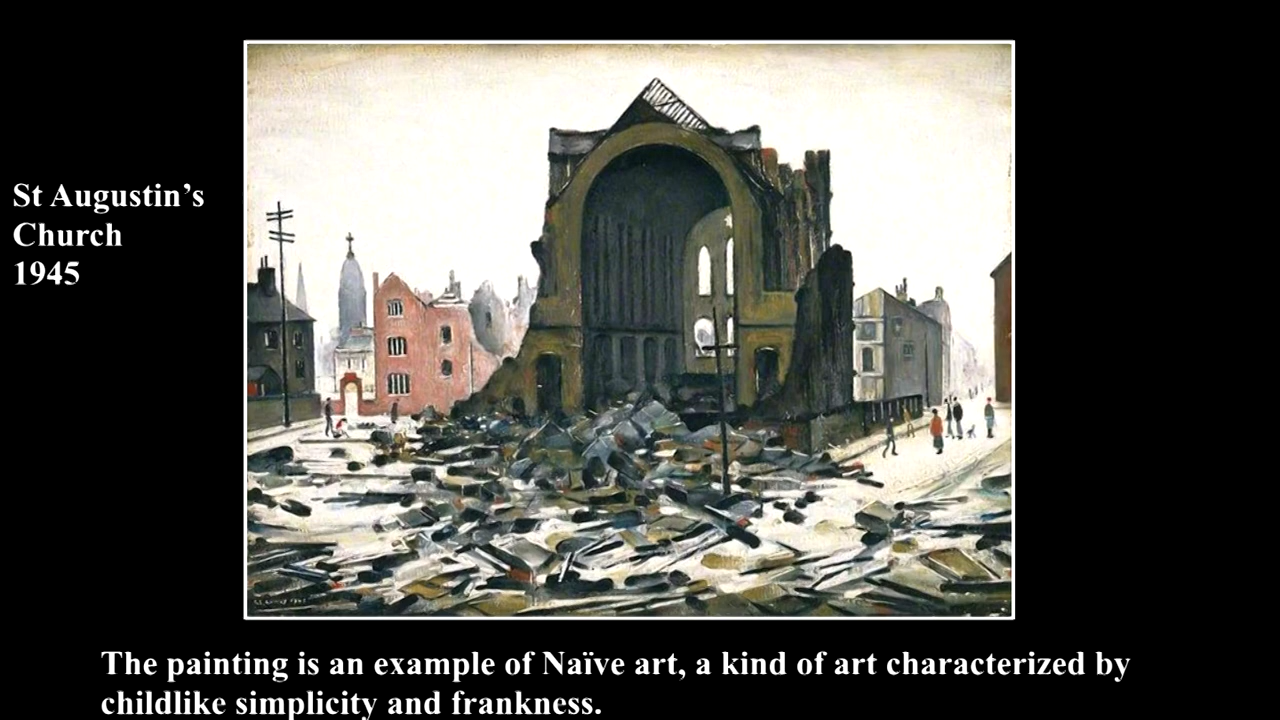 St Augustin’s
Church
1945
The painting is an example of Naïve art, a kind of art characterized by
childlike simplicity and frankness.